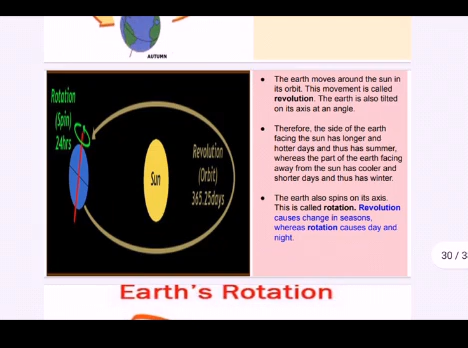 AUTUMN
Rotation
(Spin)
24hrs
Sun
Revolution
(Orbit)
365.25days
• The earth moves around the sun in
its orbit. This movement is called
revolution. The earth is also tilted
on its axis at an angle.
• Therefore, the side of the earth
facing the sun has longer and
hotter days and thus has summer,
whereas the part of the earth facing
away from the sun has cooler and
shorter days and thus has winter.
• The earth also spins on its axis.
This is called rotation. Revolution
causes change in seasons,
whereas rotation causes day and
night.
30 / 3
Earth's Rotation